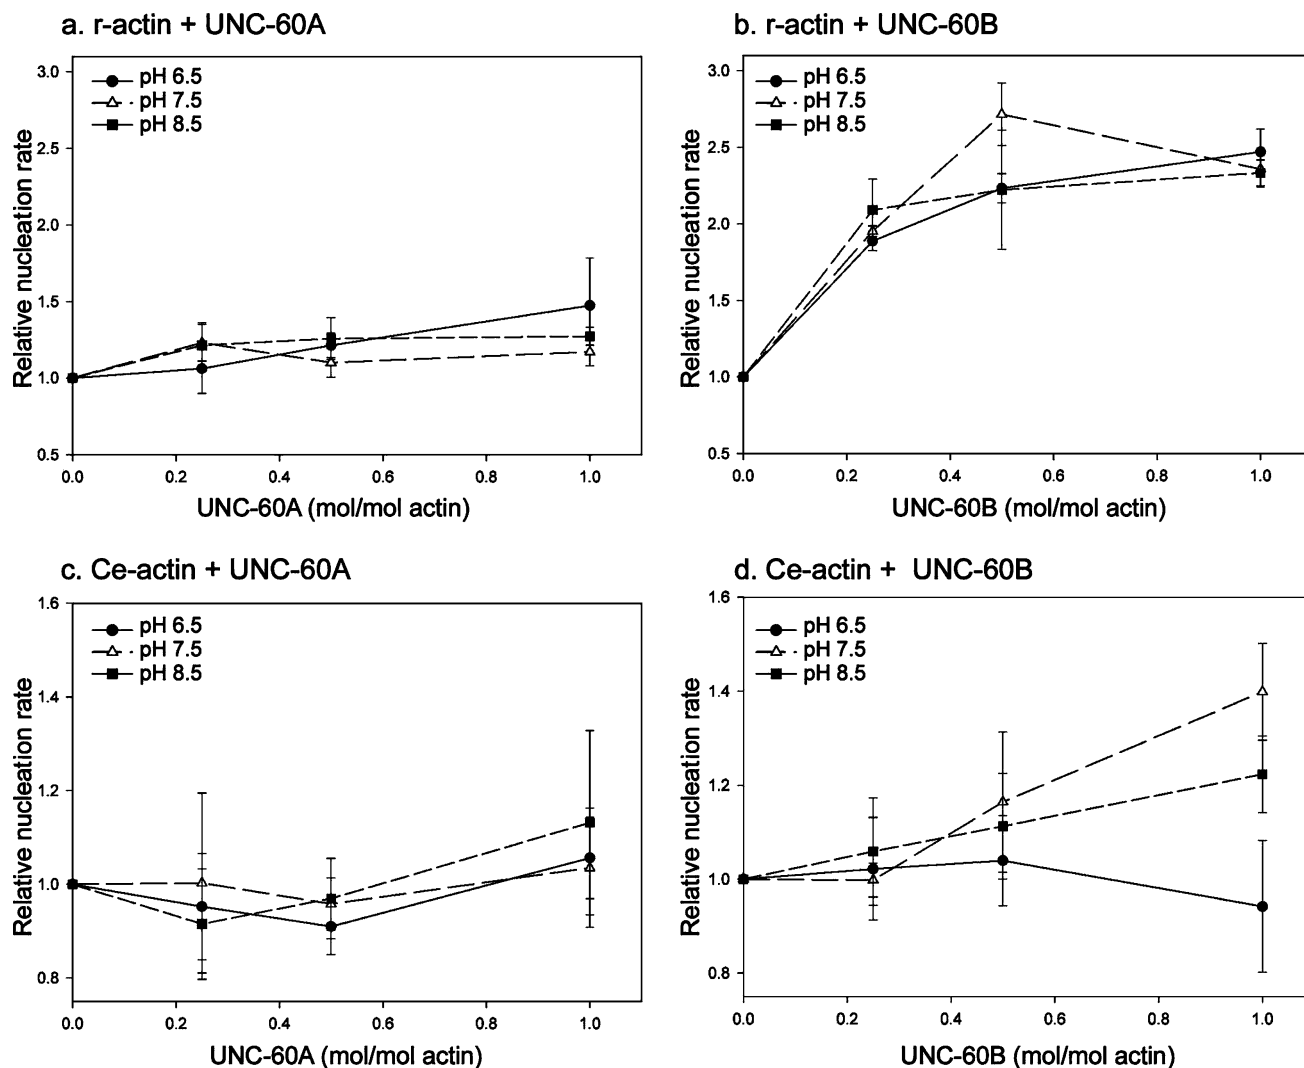 a. r-actin + UNC-60A
3.0
2.5
2.0
1.5
1.0
0.5
Relative nucleation rate
pH 6.5
pH 7.5
pH 8.5
0.0 0.2 0.4 0.6 0.8 1.0
UNC-60A (mol/mol actin)
b. r-actin + UNC-60B
3.0
2.5
2.0
1.5
1.0
0.5
Relative nucleation rate
pH 6.5
pH 7.5
pH 8.5
0.0 0.2 0.4 0.6 0.8 1.0
UNC-60B (mol/mol actin)
c. Ce-actin + UNC-60A
1.6
1.4
1.2
1.0
0.8
Relative nucleation rate
pH 6.5
pH 7.5
pH 8.5
0.0 0.2 0.4 0.6 0.8 1.0
UNC-60A (mol/mol actin)
d. Ce-actin + UNC-60B
1.6
1.4
1.2
1.0
0.8
Relative nucleation rate
pH 6.5
pH 7.5
pH 8.5
0.0 0.2 0.4 0.6 0.8 1.0
UNC-60B (mol/mol actin)